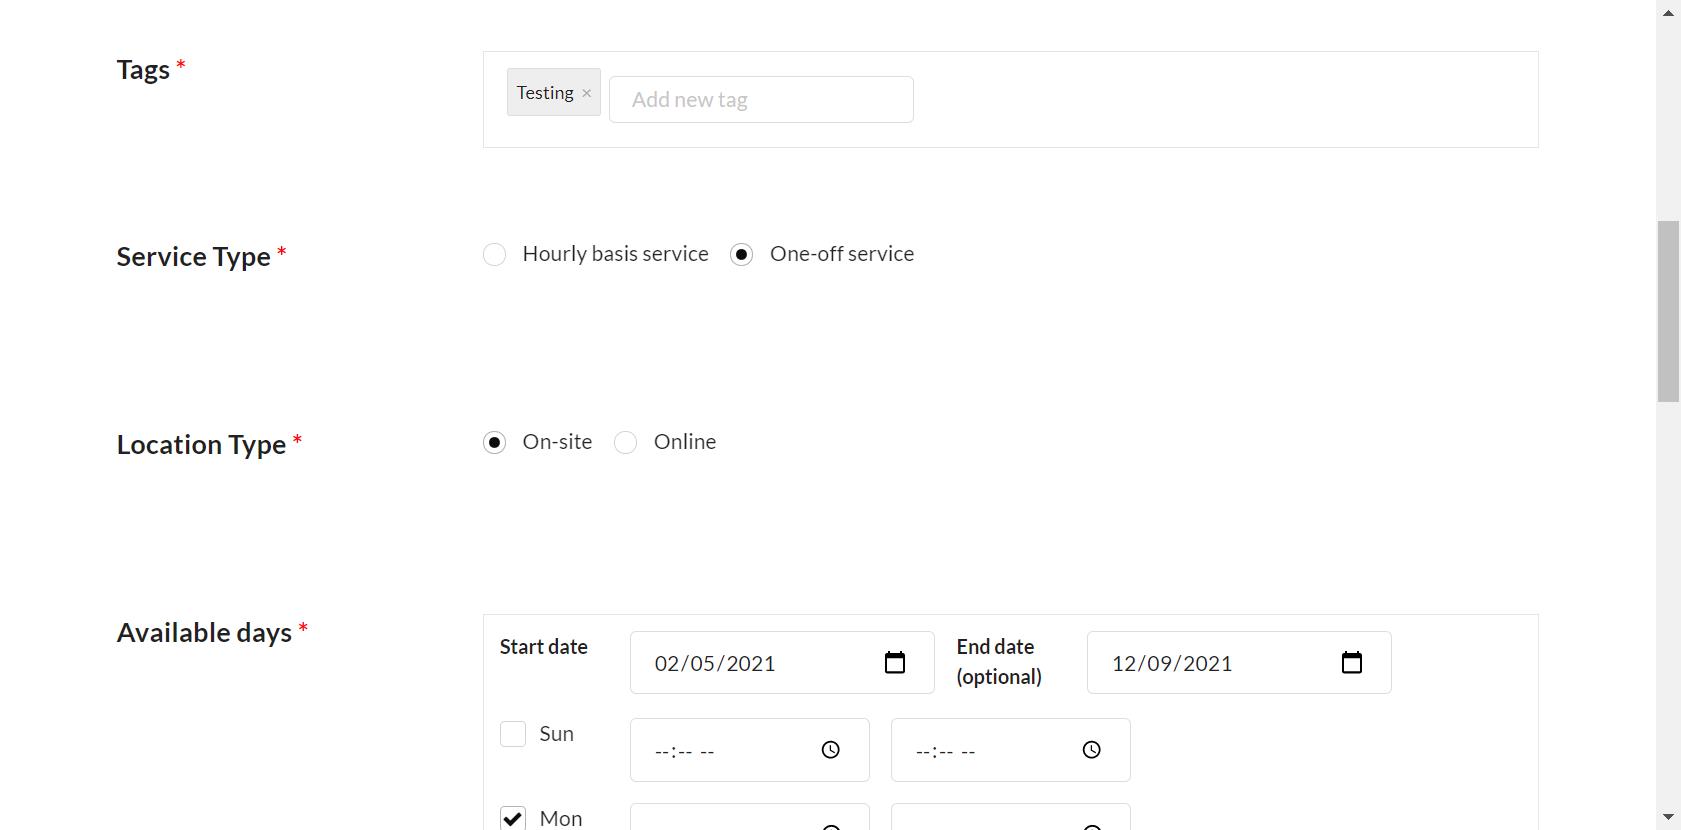 Tags *
Testing ×
Add new tag
Service Type *
Hourly basis service
One-off service
Location Type *
On-site
Online
Available days *
Start date
02/05/2021
End date
(optional)
12/09/2021
Sun
--:-- --
--:-- --
Mon